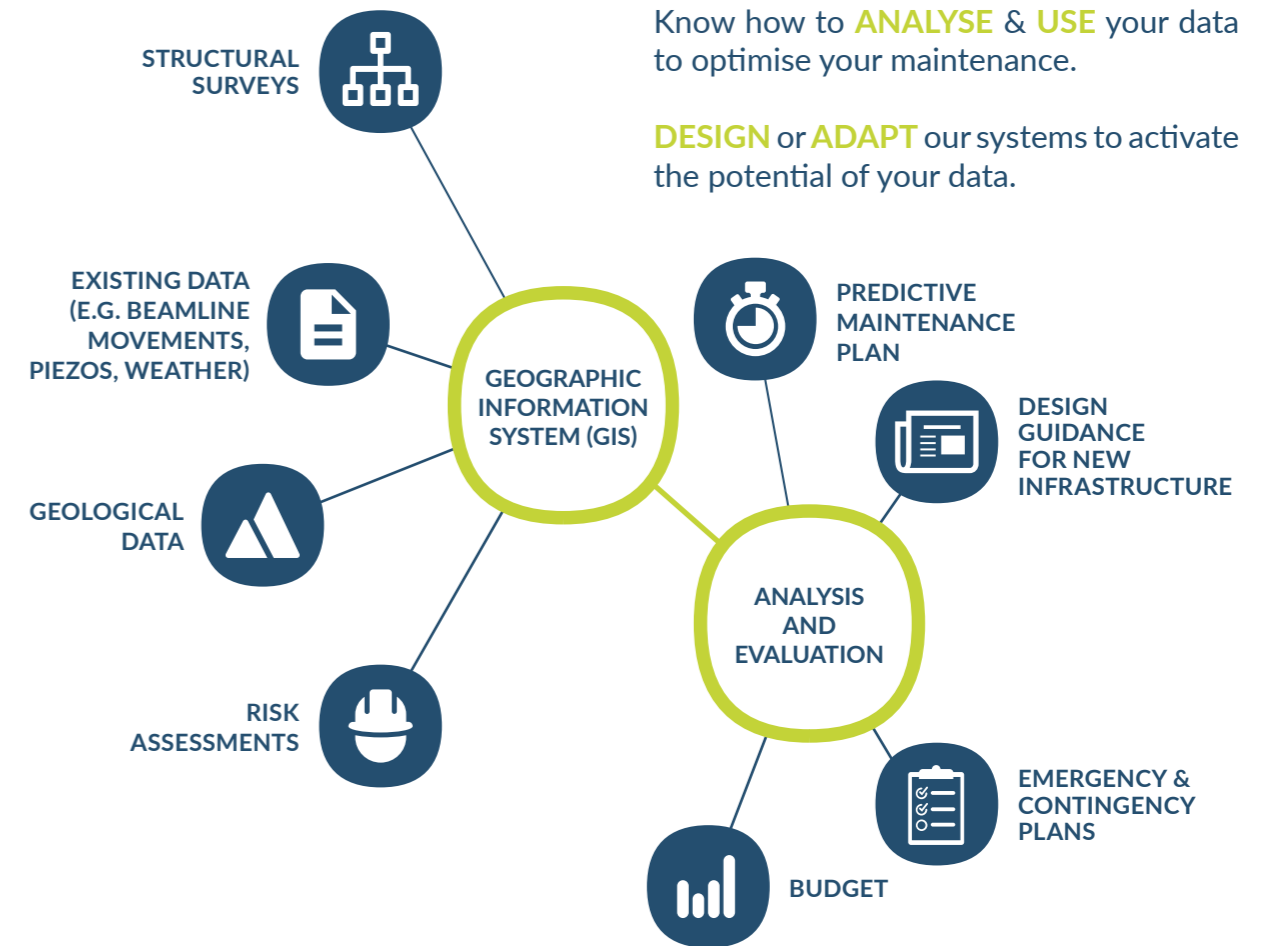 Know how to ANALYSE & USE your data
to optimise your maintenance.
DESIGN or ADAPT our systems to activate
the potential of your data.
STRUCTURAL
SURVEYS
EXISTING DATA
(E.G. BEAMLINE
MOVEMENTS,
PIEZOS, WEATHER)
GEOLOGICAL
DATA
RISK
ASSESSMENTS
GEOGRAPHIC
INFORMATION
SYSTEM (GIS)
PREDICTIVE
MAINTENANCE
PLAN
DESIGN
GUIDANCE
FOR NEW
INFRASTRUCTURE
ANALYSIS
AND
EVALUATION
EMERGENCY &
CONTINGENCY
PLANS
BUDGET